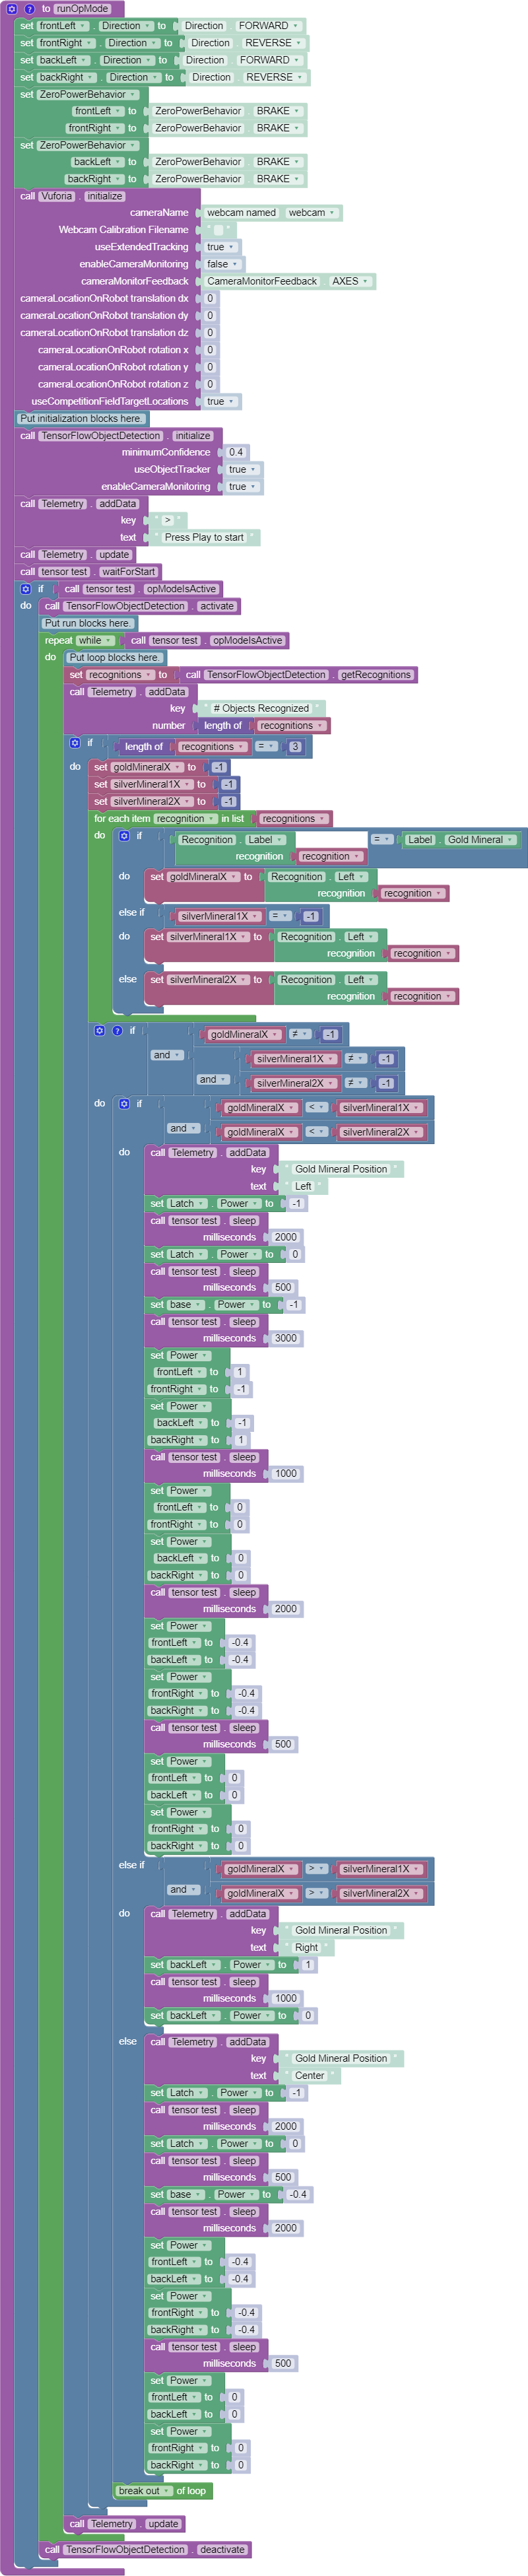 to runOpMode
set frontLeft . Direction to Direction FORWARD
set frontRight . Direction to Direction REVERSE
set backLeft . Direction to Direction FORWARD
set backRight . Direction to Direction REVERSE
set ZeroPowerBehavior
frontLeft to ZeroPowerBehavior BRAKE
frontRight to ZeroPowerBehavior BRAKE
set ZeroPowerBehavior
backLeft to ZeroPowerBehavior BRAKE
backRight to ZeroPowerBehavior BRAKE
call Vuforia . initialize
cameraName webcam named webcam
Webcam Calibration Filename " "
useExtendedTracking true
enableCameraMonitoring false
cameraMonitorFeedback CameraMonitorFeedback AXES
cameraLocationOnRobot translation dx 0
cameraLocationOnRobot translation dy 0
cameraLocationOnRobot translation dz 0
cameraLocationOnRobot rotation x 0
cameraLocationOnRobot rotation y 0
cameraLocationOnRobot rotation z 0
useCompetitionFieldTargetLocations true
Put initialization blocks here.
call TensorFlowObjectDetection . initialize
minimumConfidence 0.4
useObjectTracker true
enableCameraMonitoring true
call Telemetry . addData
key " > "
text " Press Play to start "
call Telemetry . update
call tensor test . waitForStart
if call tensor test . opModeIsActive
do call TensorFlowObjectDetection . activate
Put run blocks here.
repeat while call tensor test . opModeIsActive
do Put loop blocks here.
set recognitions to call TensorFlowObjectDetection . getRecognitions
call Telemetry . addData
key " # Objects Recognized "
number length of recognitions
if length of recognitions = 3
do set goldMineralX to -1
set silverMineral1X to -1
set silverMineral2X to -1
for each item recognition in list recognitions
do if Recognition . Label = Label . Gold Mineral
recognition recognition
do set goldMineralX to Recognition . Left
recognition recognition
else if silverMineral1X = -1
do set silverMineral1X to Recognition . Left
recognition recognition
else set silverMineral2X to Recognition . Left
recognition recognition
if goldMineralX ≠ -1
and silverMineral1X ≠ -1
and silverMineral2X ≠ -1
do if goldMineralX < silverMineral1X
and goldMineralX < silverMineral2X
do call Telemetry . addData
key " Gold Mineral Position "
text " Left "
set Latch . Power to -1
call tensor test . sleep
milliseconds 2000
set Latch . Power to 0
call tensor test . sleep
milliseconds 500
set base . Power to -1
call tensor test . sleep
milliseconds 3000
set Power
frontLeft to 1
frontRight to -1
set Power
backLeft to -1
backRight to 1
call tensor test . sleep
milliseconds 1000
set Power
frontLeft to 0
frontRight to 0
set Power
backLeft to 0
backRight to 0
call tensor test . sleep
milliseconds 2000
set Power
frontLeft to -0.4
backLeft to -0.4
set Power
frontRight to -0.4
backRight to -0.4
call tensor test . sleep
milliseconds 500
set Power
frontLeft to 0
backLeft to 0
set Power
frontRight to 0
backRight to 0
else if goldMineralX > silverMineral1X
and goldMineralX > silverMineral2X
do call Telemetry . addData
key " Gold Mineral Position "
text " Right "
set backLeft . Power to 1
call tensor test . sleep
milliseconds 1000
set backLeft . Power to 0
else call Telemetry . addData
key " Gold Mineral Position "
text " Center "
set Latch . Power to -1
call tensor test . sleep
milliseconds 2000
set Latch . Power to 0
call tensor test . sleep
milliseconds 500
set base . Power to -0.4
call tensor test . sleep
milliseconds 2000
set Power
frontLeft to -0.4
backLeft to -0.4
set Power
frontRight to -0.4
backRight to -0.4
call tensor test . sleep
milliseconds 500
set Power
frontLeft to 0
backLeft to 0
set Power
frontRight to 0
backRight to 0
break out of loop
call Telemetry . update
call TensorFlowObjectDetection . deactivate